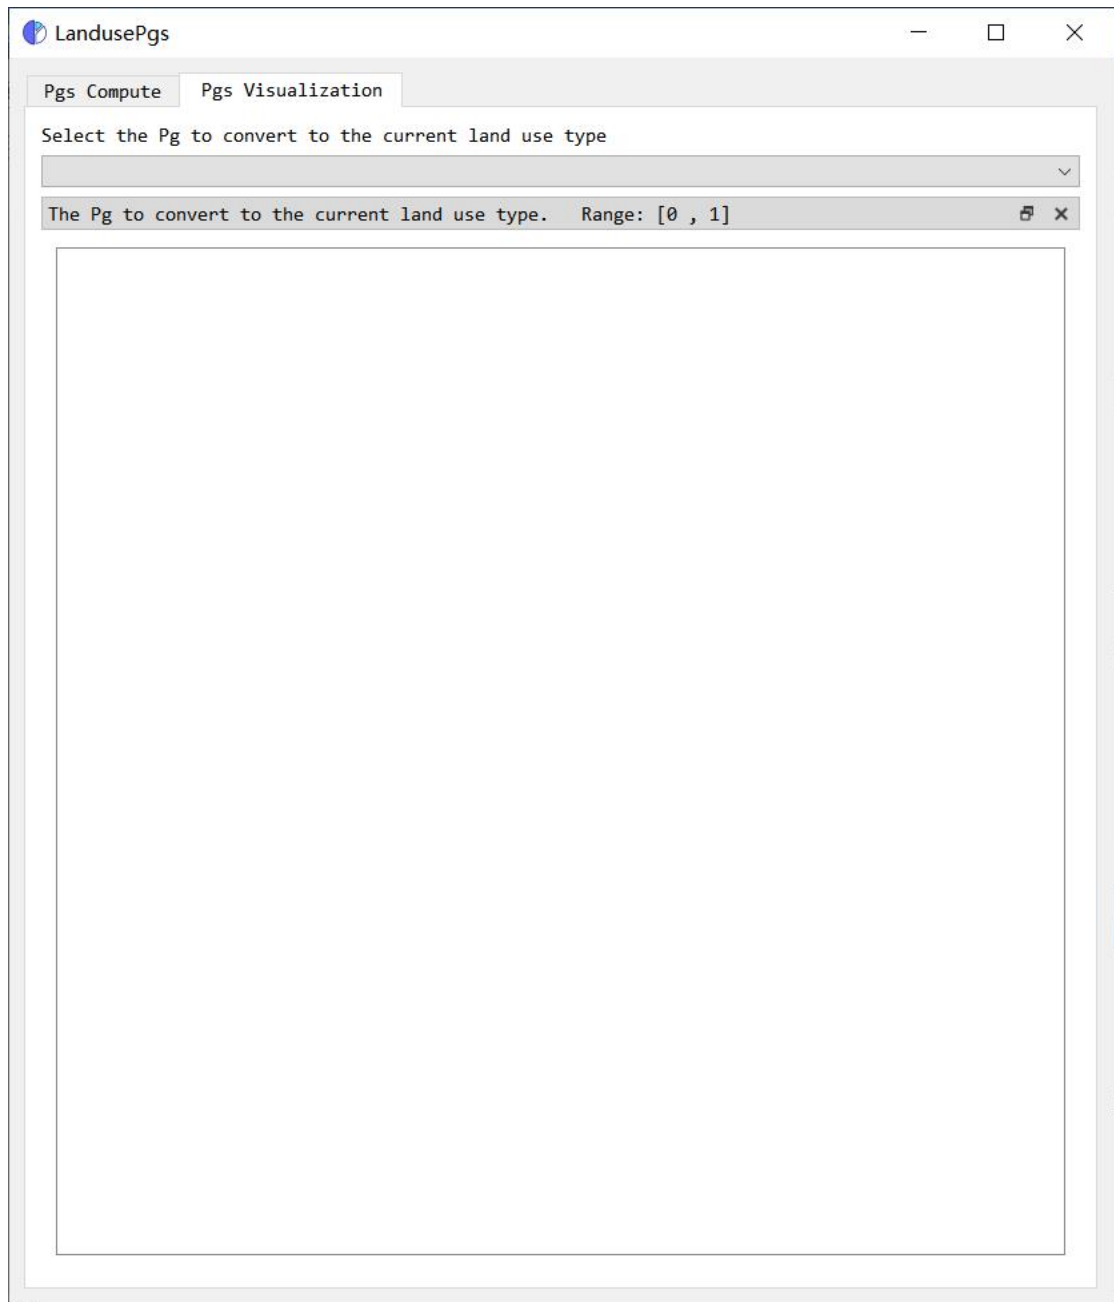 LandusePgs
Pgs Compute
Pgs Visualization
Select the Pg to convert to the current land use type
The Pg to convert to the current land use type.   Range: [0 , 1]